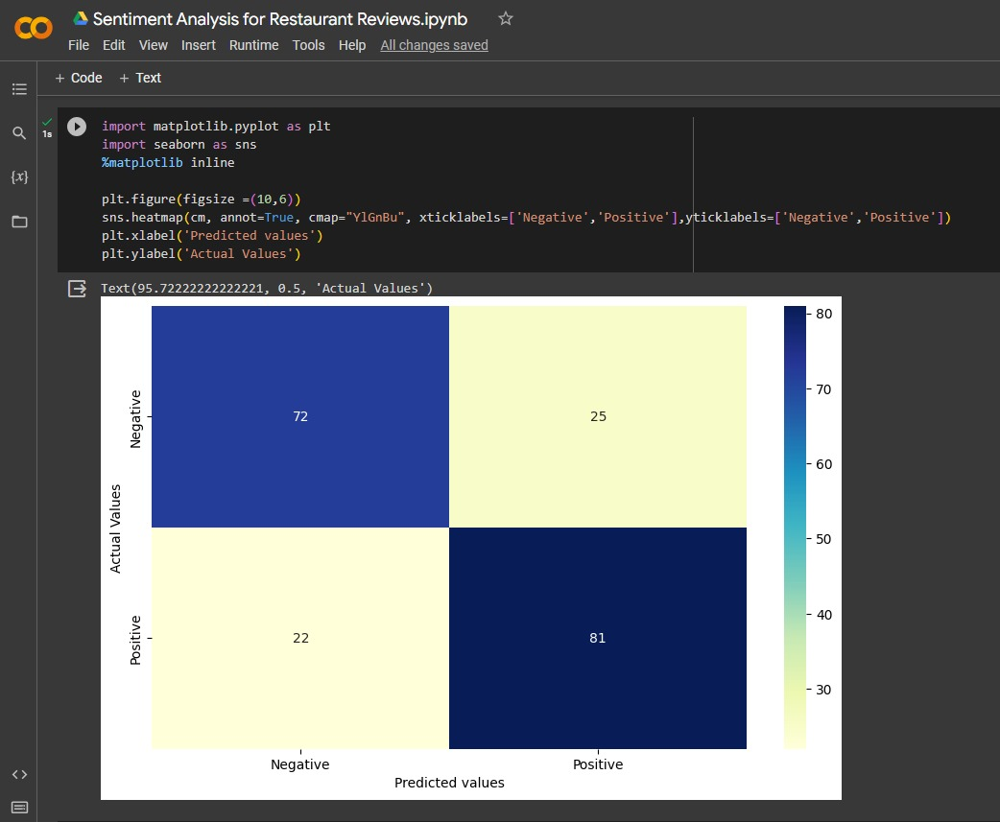 Sentiment Analysis for Restaurant Reviews.ipynb
File Edit View Insert Runtime Tools Help All changes saved
+ Code + Text
1s
import matplotlib.pyplot as plt
import seaborn as sns
%matplotlib inline
plt.figure(figsize =(10,6))
sns.heatmap(cm, annot=True, cmap="YlGnBu", xticklabels=['Negative','Positive'],yticklabels=['Negative','Positive'])
plt.xlabel('Predicted values')
plt.ylabel('Actual Values')
Text(95.72222222222221, 0.5, 'Actual Values')
Actual Values
Negative
72
25
Positive
22
81
Negative
Positive
Predicted values
80
70
60
50
40
30
{x}